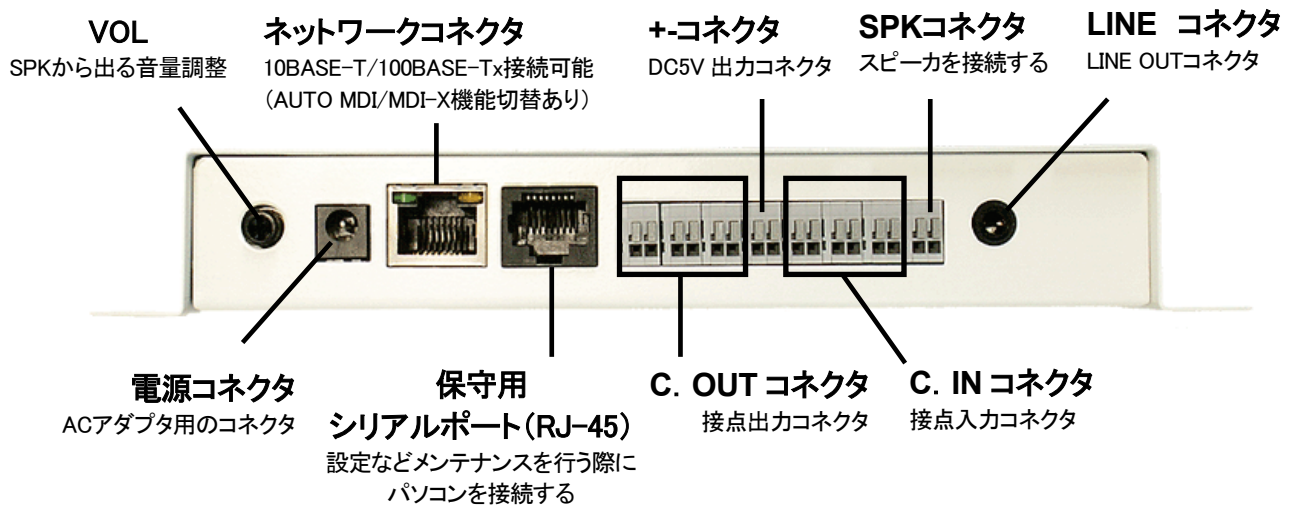 VOL
SPKから出る音量調整
ネットワークコネクタ
10BASE-T/100BASE-Tx接続可能
（AUTO MDI/MDI-X機能切替あり）
+-コネクタ
DC5V 出力コネクタ
SPKコネクタ
スピーカを接続する
LINE コネクタ
LINE OUTコネクタ
電源コネクタ
ACアダプタ用のコネクタ
保守用
シリアルポート（RJ-45）
設定などメンテナンスを行う際に
パソコンを接続する
C．OUT コネクタ
接点出力コネクタ
C．IN コネクタ
接点入力コネクタ